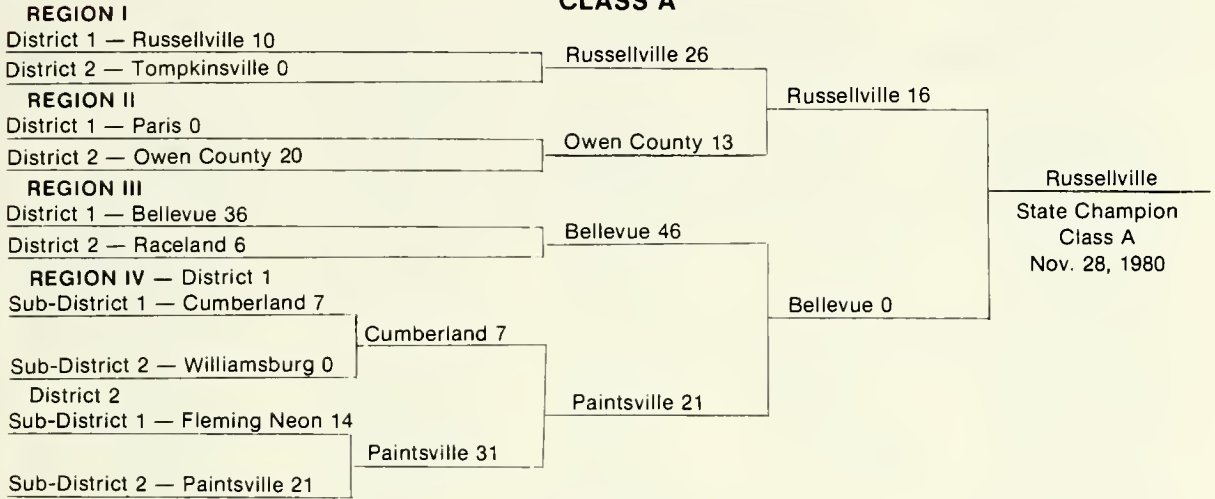 CLASS A
REGION I
District 1 — Russellville 10
District 2 — Tompkinsville 0
REGION II
District 1 — Paris 0
District 2 — Owen County 20
REGION III
District 1 — Bellevue 36
District 2 — Raceland 6
REGION IV — District 1
Sub-District 1 — Cumberland 7
Sub-District 2 — Williamsburg 0
District 2
Sub-District 1 — Fleming Neon 14
Sub-District 2 — Paintsville 21
Cumberland 7
Paintsville 31
Russellville 26
Owen County 13
Bellevue 46
Paintsville 21
Russellville 16
Bellevue 0
Russellville
State Champion
Class A
Nov. 28, 1980